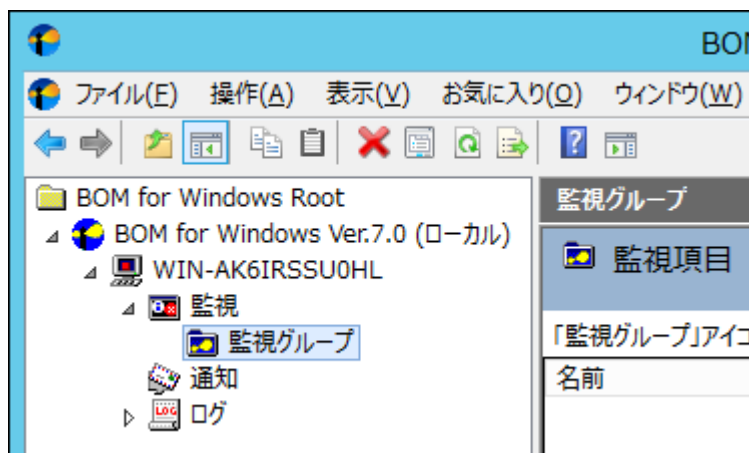 BOM
ファイル(F) 操作(A) 表示(V) お気に入り(O) ウィンドウ(W)
BOM for Windows Root
BOM for Windows Ver.7.0 (ローカル)
WIN-AK6IRSSU0HL
監視
監視グループ
通知
LOG ログ
監視グループ
監視項目
「監視グループ」アイコ
名前